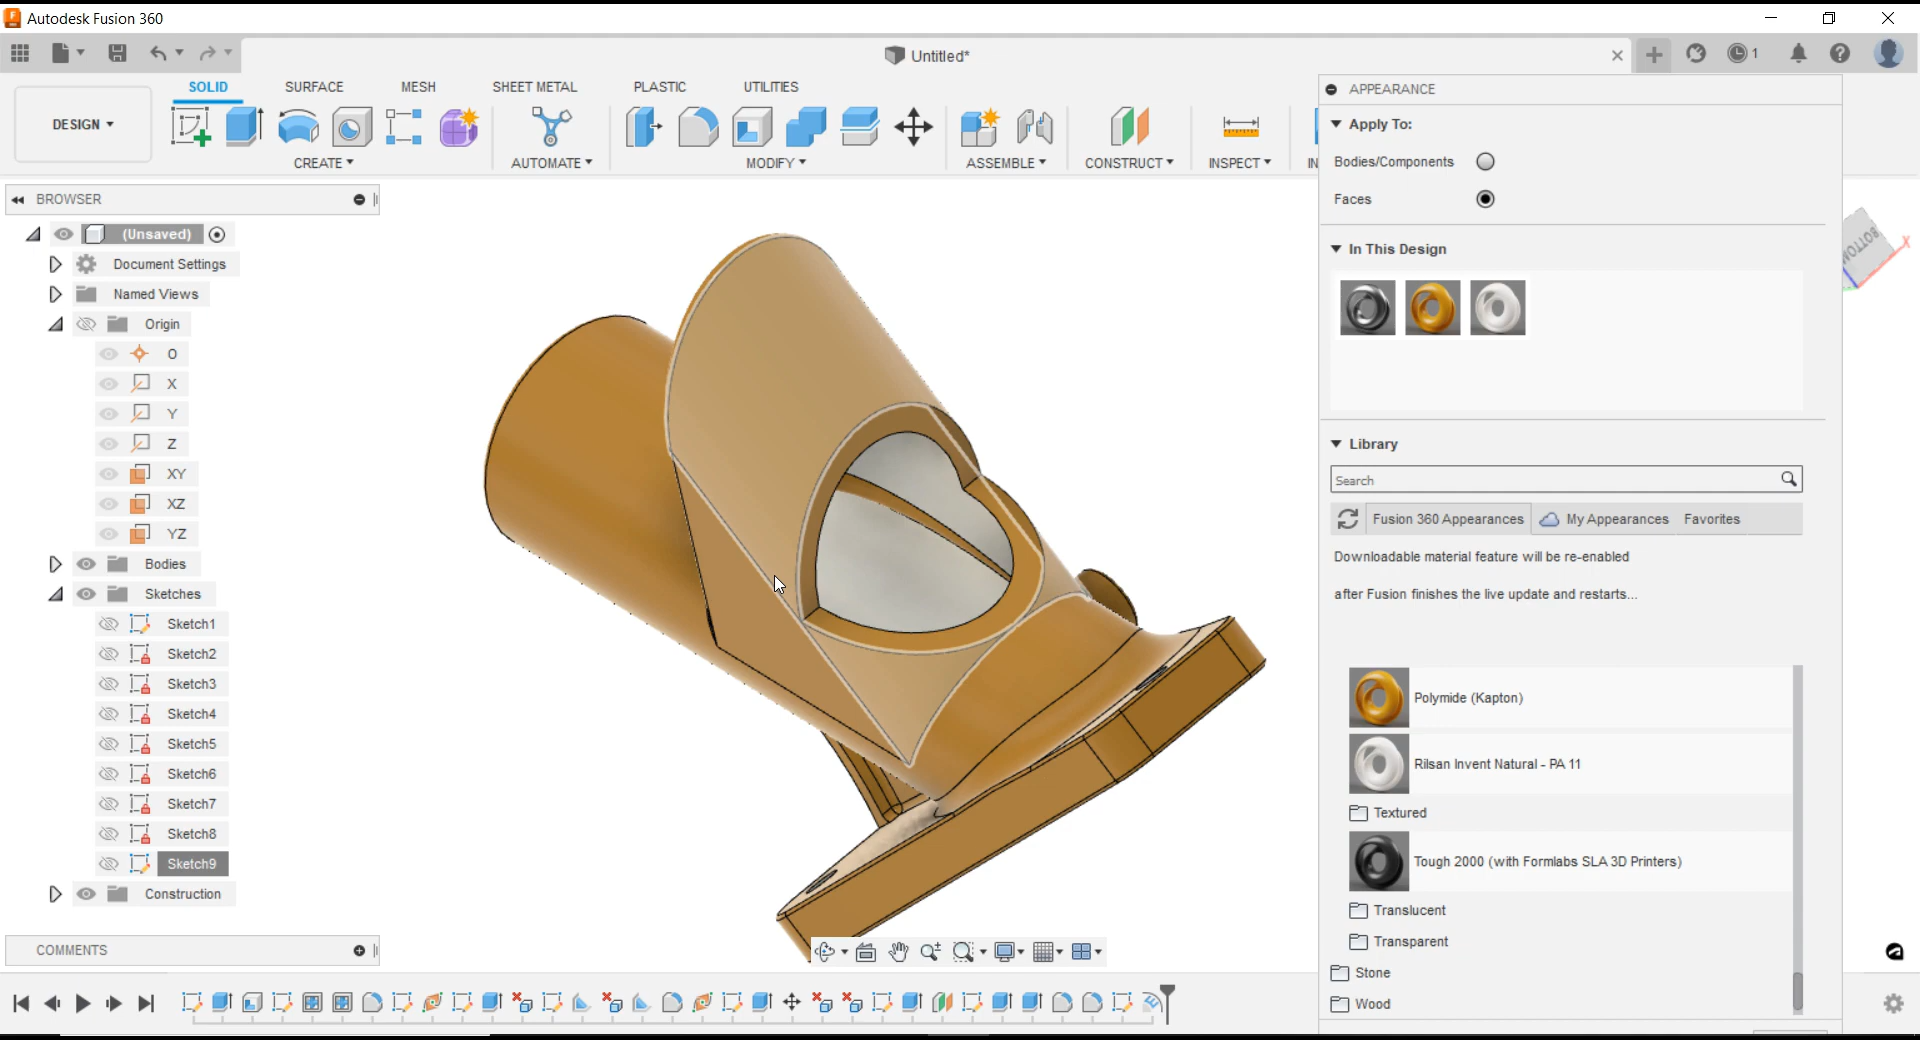 Autodesk Fusion 360
Untitled*
1
SOLID
SURFACE
MESH
SHEET METAL
PLASTIC
UTILITIES
DESIGN
CREATE
AUTOMATE
MODIFY
ASSEMBLE
CONSTRUCT
INSPECT
IN
BROWSER
(Unsaved)
Document Settings
Named Views
Origin
O
X
Y
Z
XY
XZ
YZ
Bodies
Sketches
Sketch1
Sketch2
Sketch3
Sketch4
Sketch5
Sketch6
Sketch7
Sketch8
Sketch9
Construction
COMMENTS
APPEARANCE
Apply To:
Bodies/Components
Faces
In This Design
Library
Search
Fusion 360 Appearances
My Appearances
Favorites
Downloadable material feature will be re-enabled
after Fusion finishes the live update and restarts...
Polymide (Kapton)
Rilsan Invent Natural - PA 11
Textured
Tough 2000 (with Formlabs SLA 3D Printers)
Translucent
Transparent
Stone
Wood
BOTTOM
X